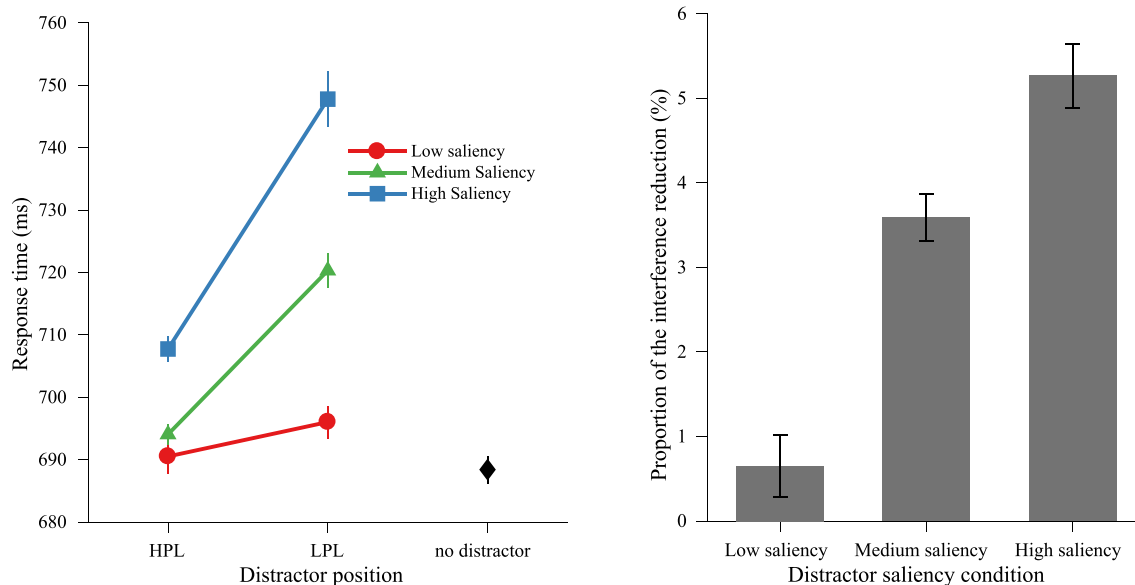 760
750
740
730
720
710
700
690
680
Response time (ms)
Low saliency
Medium Saliency
High Saliency
HPL
LPL
no distractor
Distractor position
6
5
4
3
2
1
0
Proportion of the interference reduction (%)
Low saliency
Medium saliency
High saliency
Distractor saliency condition